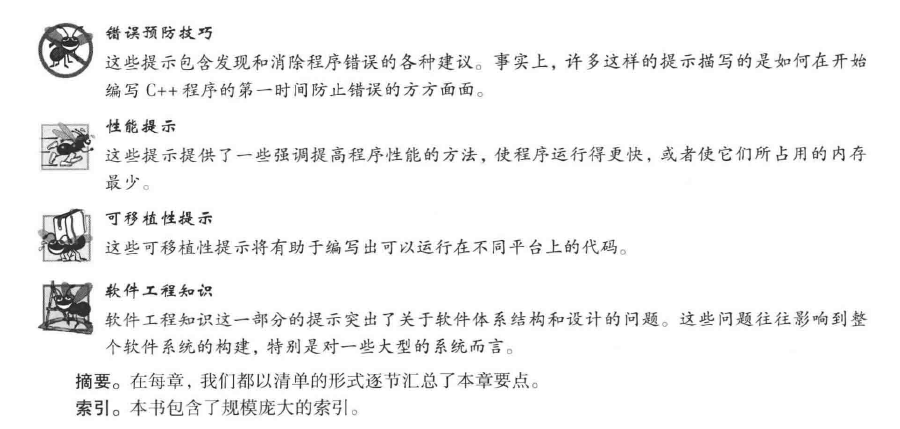 错误预防技巧
这些提示包含发现和消除程序错误的各种建议。事实上，许多这样的提示描写的是如何在开始
编写 C++ 程序的第一时间防止错误的方方面面。
性能提示
这些提示提供了一些强调提高程序性能的方法，使程序运行得更快，或者使它们所占用的内存
最少。
可移植性提示
这些可移植性提示将有助于编写出可以运行在不同平台上的代码。
软件工程知识
软件工程知识这一部分的提示突出了关于软件体系结构和设计的问题。这些问题往往影响到整
个软件系统的构建，特别是对一些大型的系统而言。
摘要。在每章，我们都以清单的形式逐节汇总了本章要点。
索引。本书包含了规模庞大的索引。